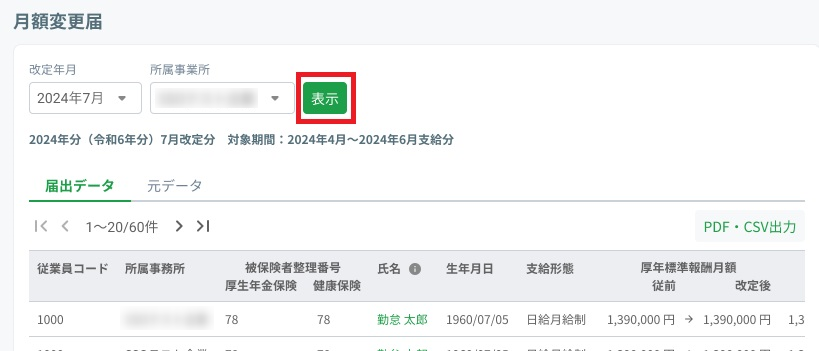 月額変更届
改定年月 所属事業所
2024年7月 表示
2024年分（令和6年分）7月改定分 対象期間：2024年4月～2024年6月支給分
届出データ 元データ
1～20/60件 PDF・CSV出力
被保険者整理番号 厚年標準報酬月額
従業員コード 所属事務所 氏名 生年月日 支給形態
厚生年金保険 健康保険 従前 改定後
1000 78 78 勤怠 太郎 1960/07/05 日給月給制 1,390,000 円 → 1,390,000 円 1,3